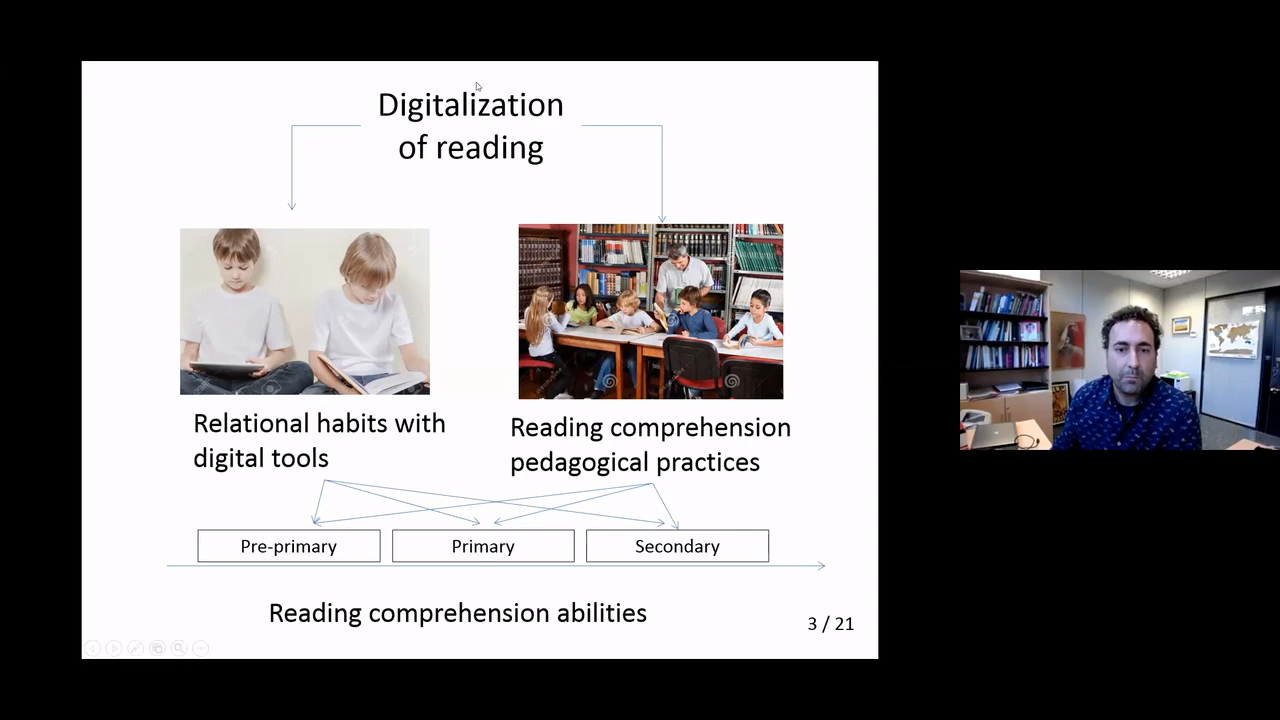 Digitalization
of reading
Relational habits with
digital tools
Reading comprehension
pedagogical practices
Pre-primary
Primary
Secondary
Reading comprehension abilities
3 / 21